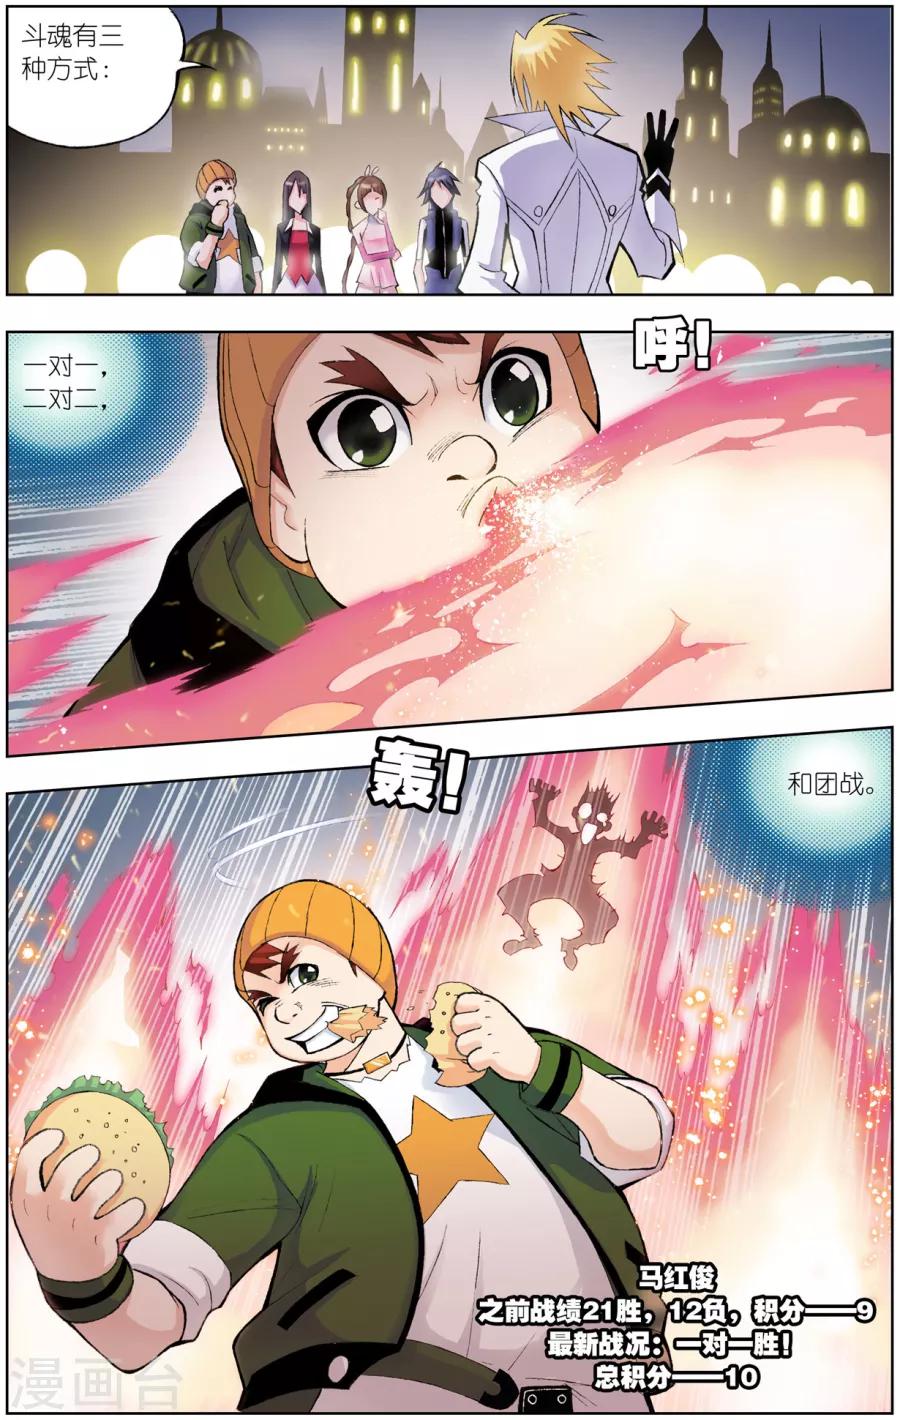 斗魂有三
种方式：
呼！
一对一，
二对二，
轰！
和团战。
马红俊
之前战绩21胜，12负，积分——9
最新战况：一对一胜！
总积分——10
漫画台